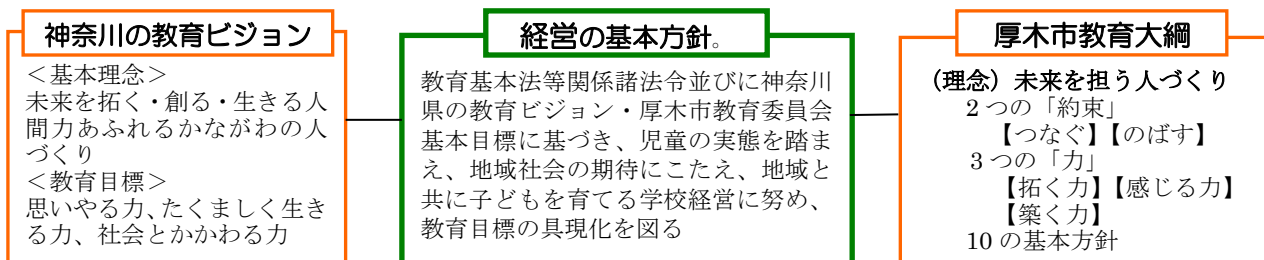 神奈川の教育ビジョン
＜基本理念＞
未来を拓く・創る・生きる人
間力あふれるかながわの人
づくり
＜教育目標＞
思いやる力、たくましく生き
る力、社会とかかわる力
経営の基本方針。
教育基本法等関係諸法令並びに神奈川
県の教育ビジョン・厚木市教育委員会
基本目標に基づき、児童の実態を踏ま
え、地域社会の期待にこたえ、地域と
共に子どもを育てる学校経営に努め、
教育目標の具現化を図る
厚木市教育大綱
（理念）未来を担う人づくり
2つの「約束」
【つなぐ】【のばす】
3つの「力」
【拓く力】【感じる力】
【築く力】
10の基本方針